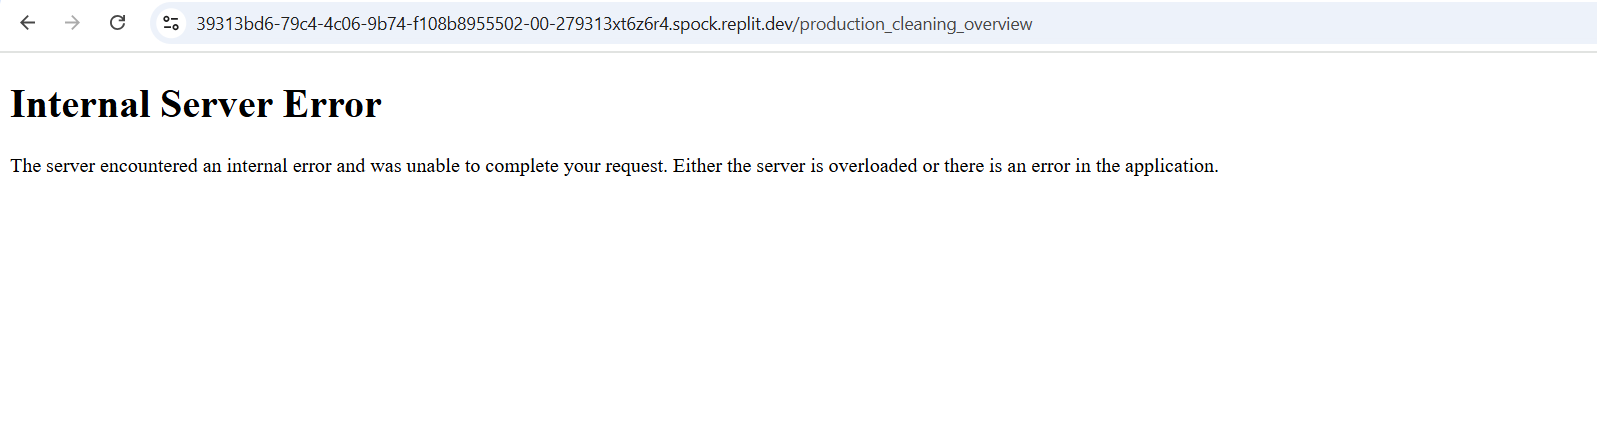 39313bd6-79c4-4c06-9b74-f108b8955502-00-279313xt6z6r4.spock.replit.dev/production_cleaning_overview
Internal Server Error
The server encountered an internal error and was unable to complete your request. Either the server is overloaded or there is an error in the application.